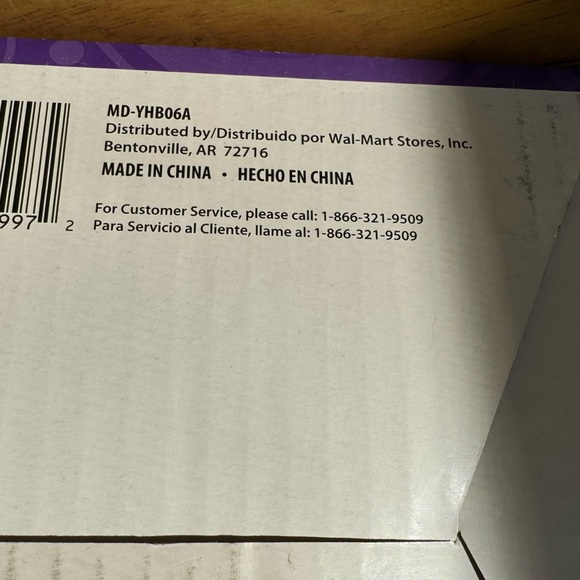 MD-YHB06A
Distributed by/Distribuido por Wal-Mart Stores, Inc.
Bentonville, AR 72716
MADE IN CHINA • HECHO EN CHINA
997 2
For Customer Service, please call: 1-866-321-9509
Para Servicio al Cliente, llame al: 1-866-321-9509